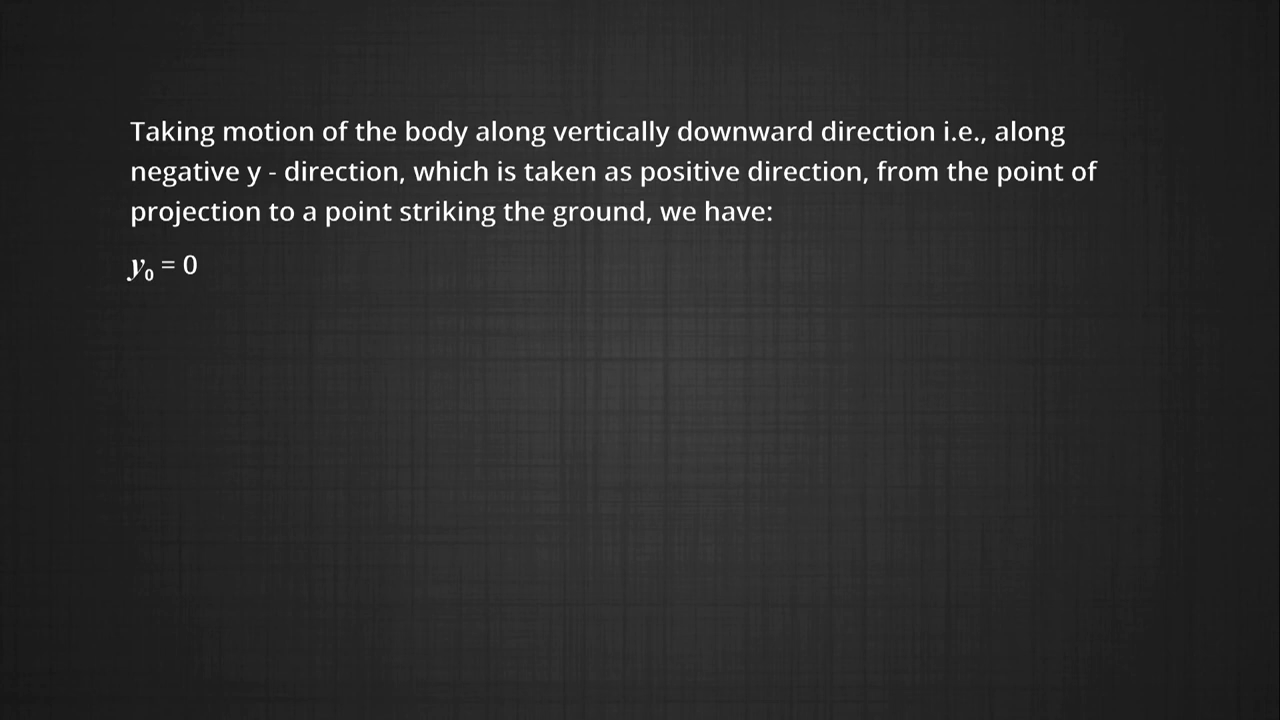 Taking motion of the body along vertically downward direction i.e., along
negative y - direction, which is taken as positive direction, from the point of
projection to a point striking the ground, we have:
y₀ = 0